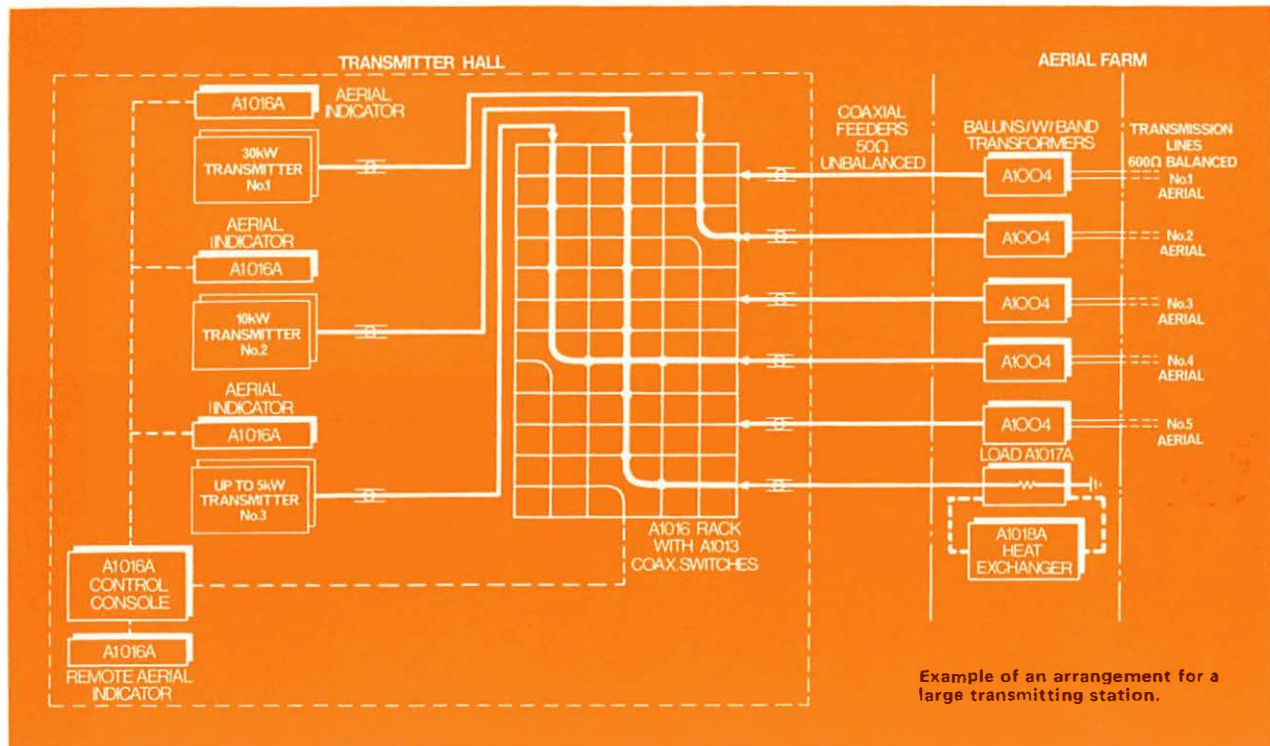 TRANSMITTER HALL
AERIAL FARM
A1016A
AERIAL
INDICATOR
30kW
TRANSMITTER
No.1
AERIAL
INDICATOR
A1016A
10kW
TRANSMITTER
No.2
AERIAL
INDICATOR
A1016A
UP TO 5kW
TRANSMITTER
No.3
A1016A
CONTROL
CONSOLE
A1016A
REMOTE AERIAL
INDICATOR
A1016 RACK
WITH A1013
COAX.SWITCHES
COAXIAL
FEEDERS
50Ω
UNBALANCED
BALUNS/W/BAND
TRANSFORMERS
A1004
A1004
A1004
A1004
A1004
LOAD A1017A
A1018A
HEAT
EXCHANGER
TRANSMISSION
LINES
600Ω BALANCED
No.1
AERIAL
No.2
AERIAL
No.3
AERIAL
No.4
AERIAL
No.5
AERIAL
Example of an arrangement for a
large transmitting station.